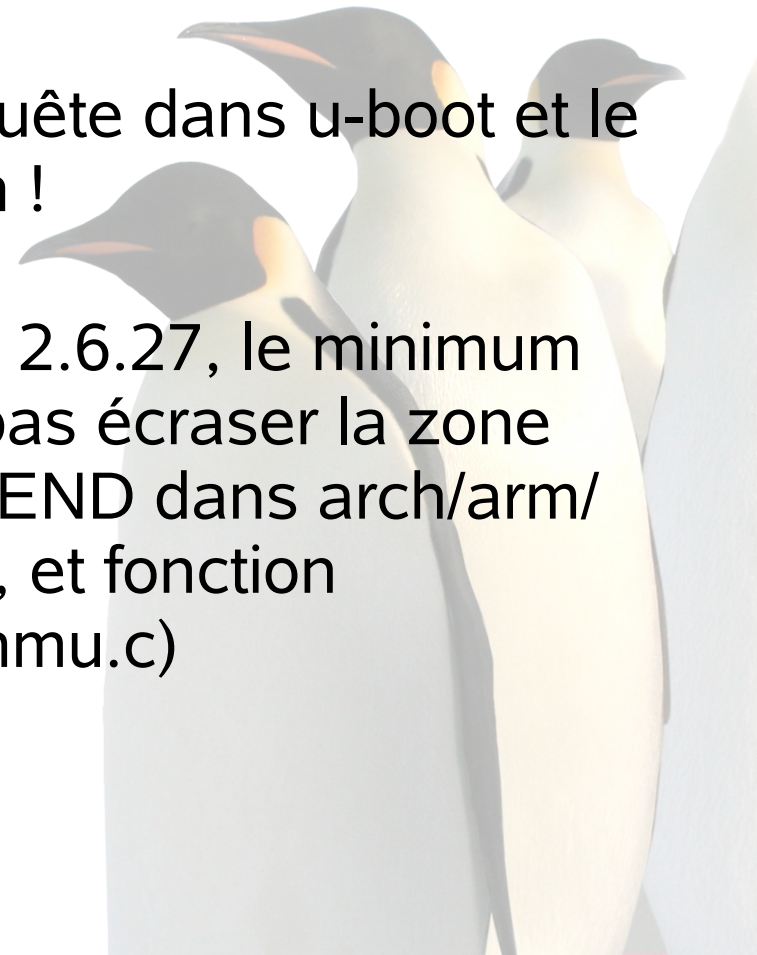 uête dans u-boot et le
!
2.6.27, le minimum
pas écraser la zone
END dans arch/arm/
, et fonction
mmu.c)